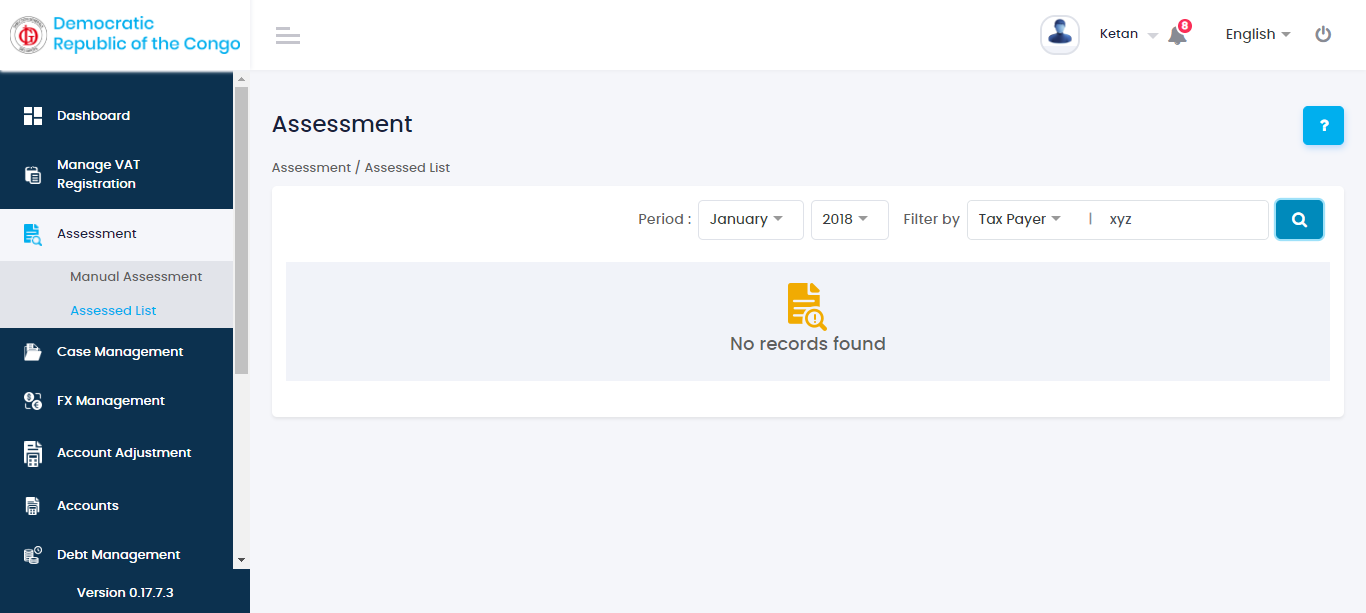 Democratic
Republic of the Congo
Ketan
8
English
Dashboard
Manage VAT
Registration
Assessment
Manual Assessment
Assessed List
Case Management
FX Management
Account Adjustment
Accounts
Debt Management
Version 0.17.7.3
Assessment
?
Assessment / Assessed List
Period : January 2018 Filter by Tax Payer | xyz
No records found